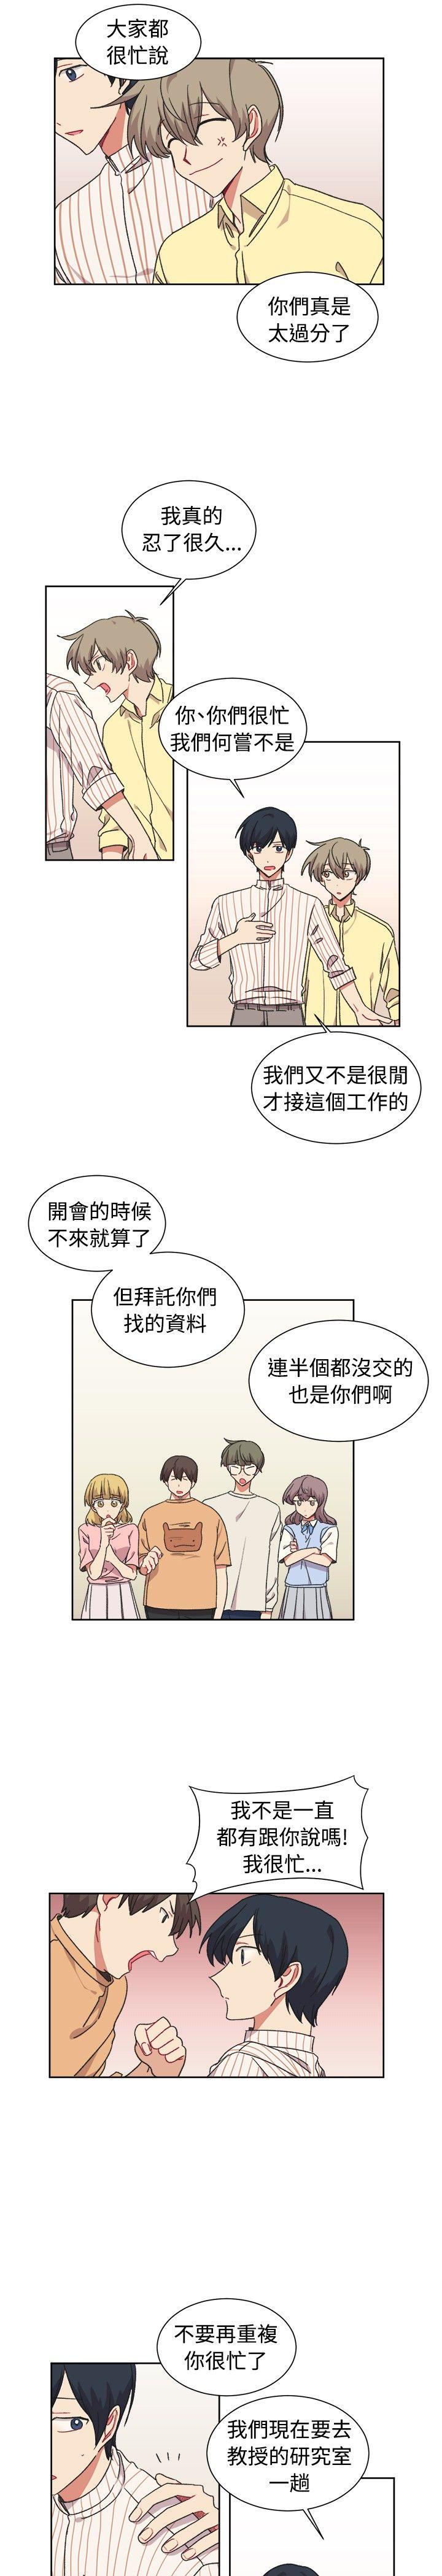 大家都
很忙說
你們真是
太過分了
我真的
忍了很久...
你、你們很忙
我們何嘗不是
我們又不是很閒
才接這個工作的
開會的時候
不來就算了
但拜託你們
找的資料
連半個都沒交的
也是你們啊
我不是一直
都有跟你說嗎!
我很忙...
不要再重複
你很忙了
我們現在要去
教授的研究室
一趟